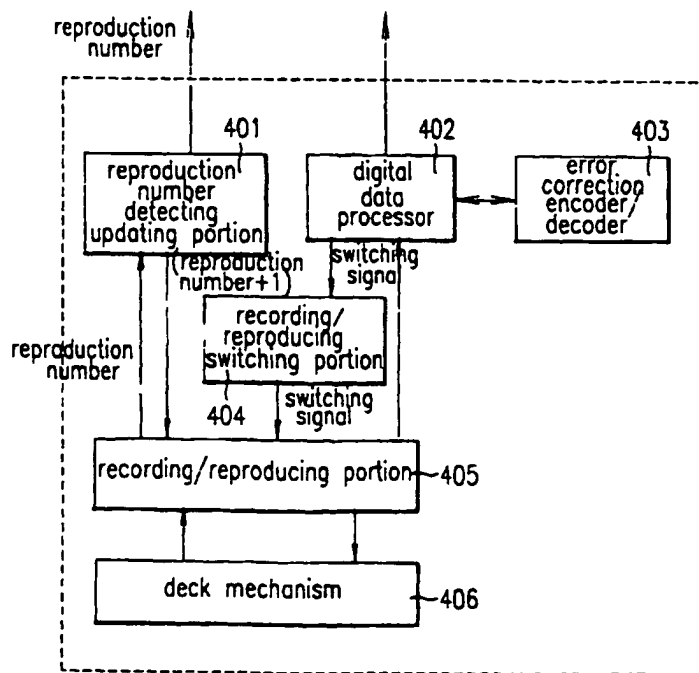 reproduction
number
401
402
403
reproduction
number
detecting
updating portion
digital
data
processor
error
correction
encoder/
decoder
(reproduction
number+1)
switching
signal
recording/
reproducing
switching portion
reproduction
number
404
switching
signal
recording/reproducing portion
405
deck mechanism
406